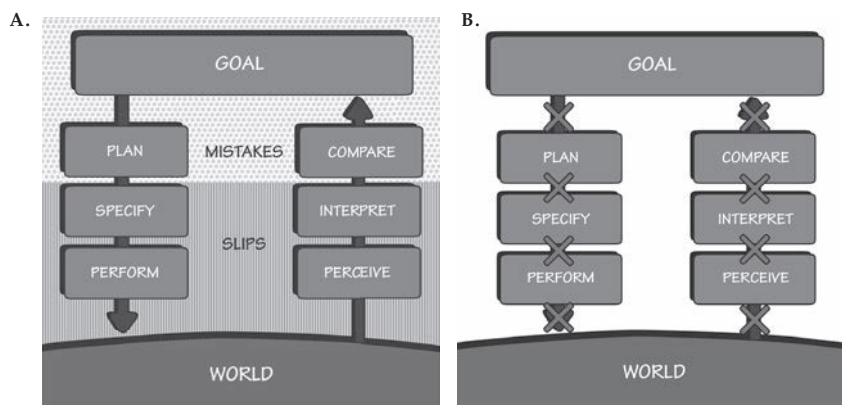 A.
GOAL
PLAN
MISTAKES
COMPARE
SPECIFY
INTERPRET
SLIPS
PERFORM
PERCEIVE
WORLD
B.
GOAL
PLAN
COMPARE
SPECIFY
INTERPRET
PERFORM
PERCEIVE
WORLD